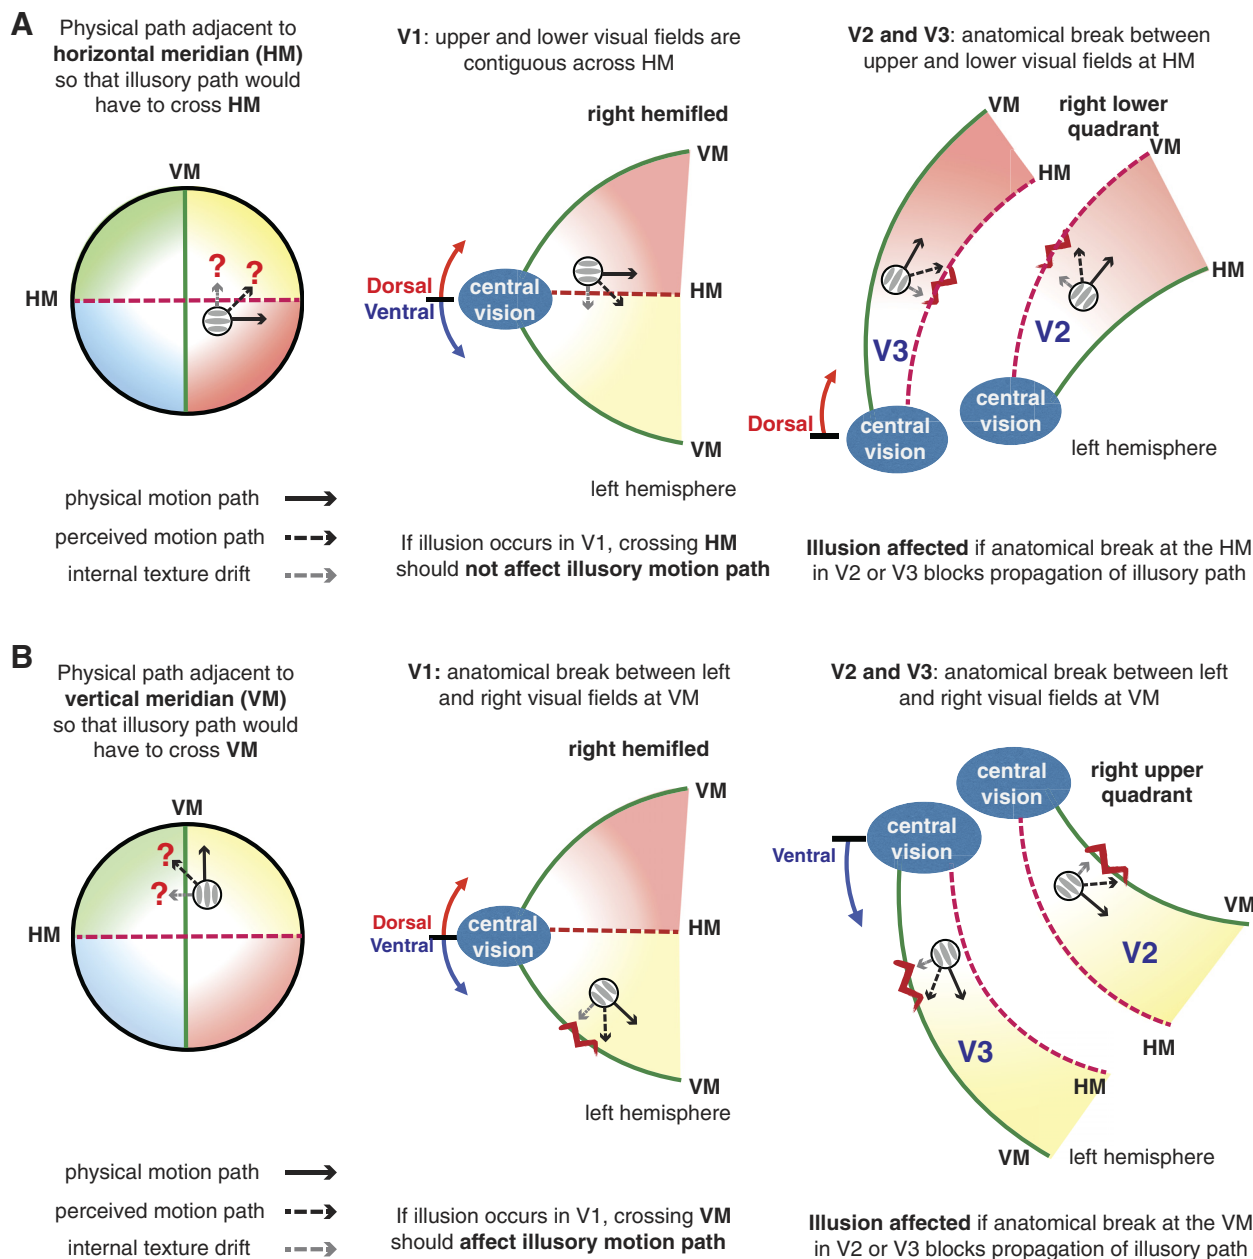 A
Physical path adjacent to
horizontal meridian (HM)
so that illusory path would
have to cross HM
VM
HM
?
?
physical motion path
perceived motion path
internal texture drift
V1: upper and lower visual fields are
contiguous across HM
right hemifled
VM
Dorsal
Ventral
central
vision
HM
VM
left hemisphere
If illusion occurs in V1, crossing HM
should not affect illusory motion path
V2 and V3: anatomical break between
upper and lower visual fields at HM
VM
right lower
quadrant
VM
HM
HM
V3
V2
Dorsal
central
vision
central
vision
left hemisphere
Illusion affected if anatomical break at the HM
in V2 or V3 blocks propagation of illusory path
B
Physical path adjacent to
vertical meridian (VM)
so that illusory path would
have to cross VM
VM
?
?
HM
physical motion path
perceived motion path
internal texture drift
V1: anatomical break between left
and right visual fields at VM
right hemifled
VM
Dorsal
Ventral
central
vision
HM
VM
left hemisphere
If illusion occurs in V1, crossing VM
should affect illusory motion path
V2 and V3: anatomical break between left
and right visual fields at VM
central
vision
right upper
quadrant
central
vision
Ventral
VM
V2
HM
V3
HM
VM
left hemisphere
Illusion affected if anatomical break at the VM
in V2 or V3 blocks propagation of illusory path